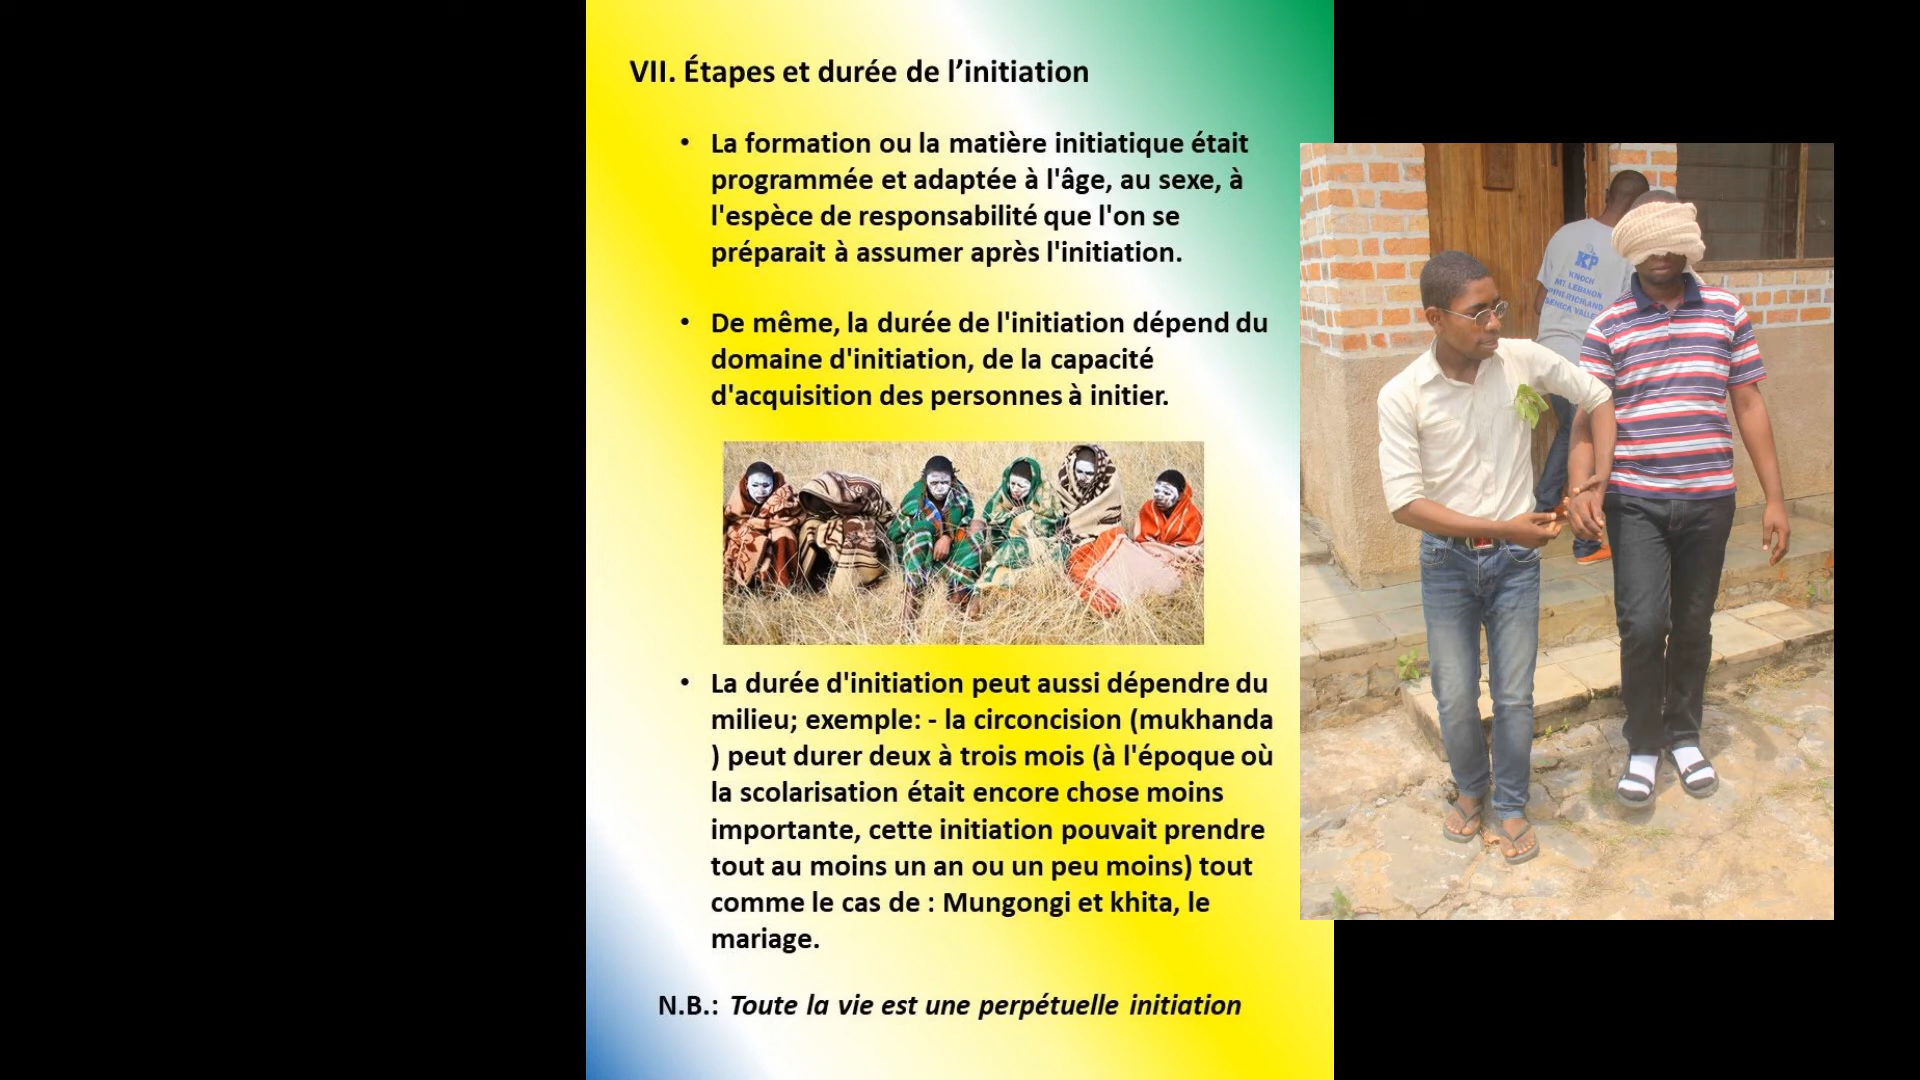 VII. Étapes et durée de l’initiation
• La formation ou la matière initiatique était
programmée et adaptée à l'âge, au sexe, à
l'espèce de responsabilité que l'on se
préparait à assumer après l'initiation.
• De même, la durée de l'initiation dépend du
domaine d'initiation, de la capacité
d'acquisition des personnes à initier.
• La durée d'initiation peut aussi dépendre du
milieu; exemple: - la circoncision (mukhanda
) peut durer deux à trois mois (à l'époque où
la scolarisation était encore chose moins
importante, cette initiation pouvait prendre
tout au moins un an ou un peu moins) tout
comme le cas de : Mungongi et khita, le
mariage.
N.B.: Toute la vie est une perpétuelle initiation
KP
KNOCH
MT LEBANON